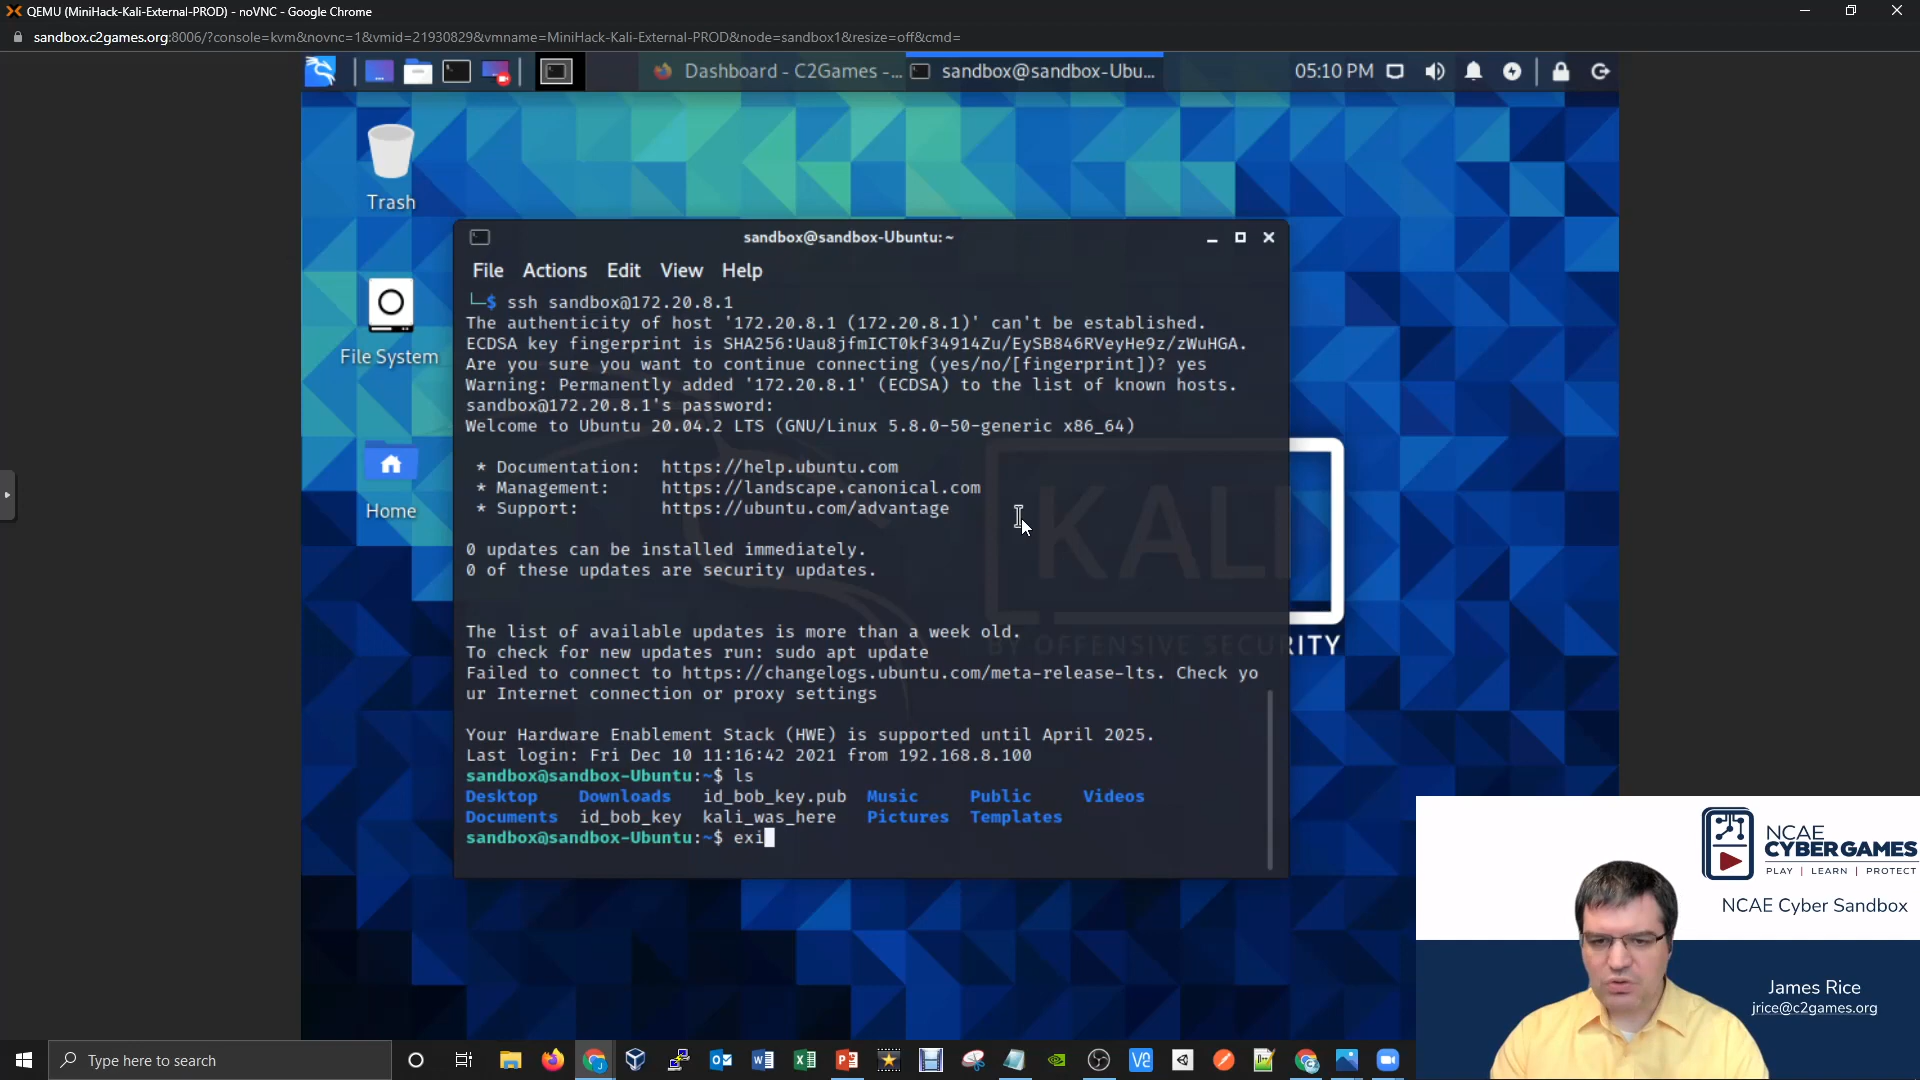 QEMU (MiniHack-Kali-External-PROD) - noVNC - Google Chrome
sandbox.c2games.org:8006/?console=kvm&novnc=1&vmid=21930829&vmname=MiniHack-Kali-External-PROD&node=sandbox1&resize=off&cmd=
Dashboard - C2Games -...
sandbox@sandbox-Ubu...
05:10 PM
Trash
File System
Home
sandbox@sandbox-Ubuntu: ~
File Actions Edit View Help
└─$ ssh sandbox@172.20.8.1
The authenticity of host '172.20.8.1 (172.20.8.1)' can't be established.
ECDSA key fingerprint is SHA256:Uau8jfmICT0kf34914Zu/EySB846RVeyHe9z/zWuHGA.
Are you sure you want to continue connecting (yes/no/[fingerprint])? yes
Warning: Permanently added '172.20.8.1' (ECDSA) to the list of known hosts.
sandbox@172.20.8.1's password:
Welcome to Ubuntu 20.04.2 LTS (GNU/Linux 5.8.0-50-generic x86_64)
* Documentation: https://help.ubuntu.com
* Management: https://landscape.canonical.com
* Support: https://ubuntu.com/advantage
0 updates can be installed immediately.
0 of these updates are security updates.
The list of available updates is more than a week old.
To check for new updates run: sudo apt update
Failed to connect to https://changelogs.ubuntu.com/meta-release-lts. Check yo
ur Internet connection or proxy settings
Your Hardware Enablement Stack (HWE) is supported until April 2025.
Last login: Fri Dec 10 11:16:42 2021 from 192.168.8.100
sandbox@sandbox-Ubuntu:~$ ls
Desktop Downloads id_bob_key.pub Music Public Videos
Documents id_bob_key kali_was_here Pictures Templates
sandbox@sandbox-Ubuntu:~$ exi
KALI
BY OFFENSIVE SECURITY
NCAE
CYBERGAMES
PLAY | LEARN | PROTECT
NCAE Cyber Sandbox
James Rice
jrice@c2games.org
Type here to search